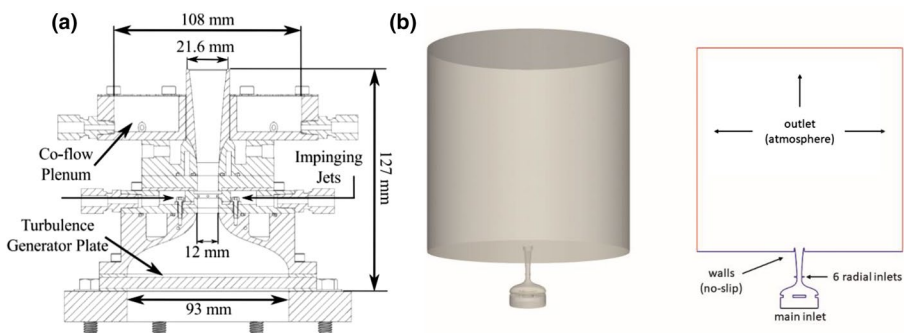 (a)
108 mm
21.6 mm
Co-flow
Plenum
Impinging
Jets
127 mm
Turbulence
Generator Plate
12 mm
93 mm
(b)
outlet
(atmosphere)
walls
(no-slip)
6 radial inlets
main inlet